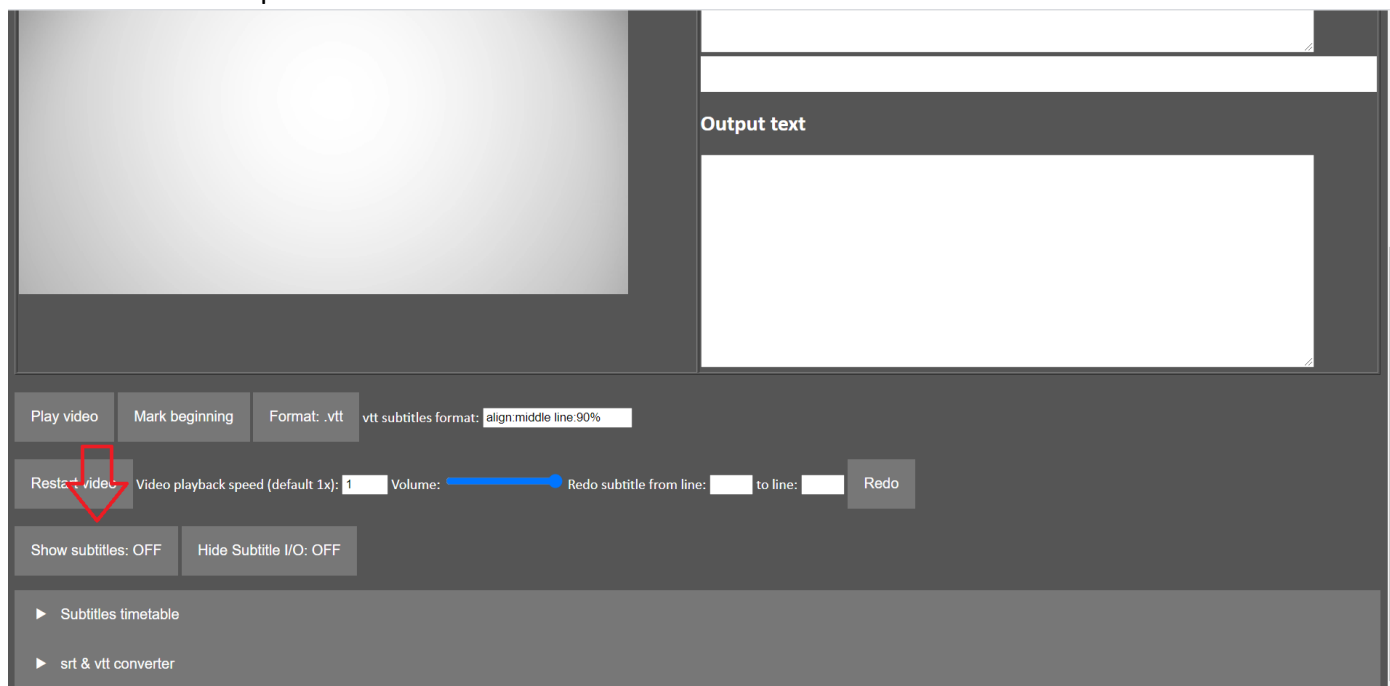 Output text
Play video
Mark beginning
Format: .vtt
vtt subtitles format:
align:middle line:90%
Restart video
Video playback speed (default 1x):
1
Volume:
Redo subtitle from line:
to line:
Redo
Show subtitles: OFF
Hide Subtitle I/O: OFF
Subtitles timetable
srt & vtt converter